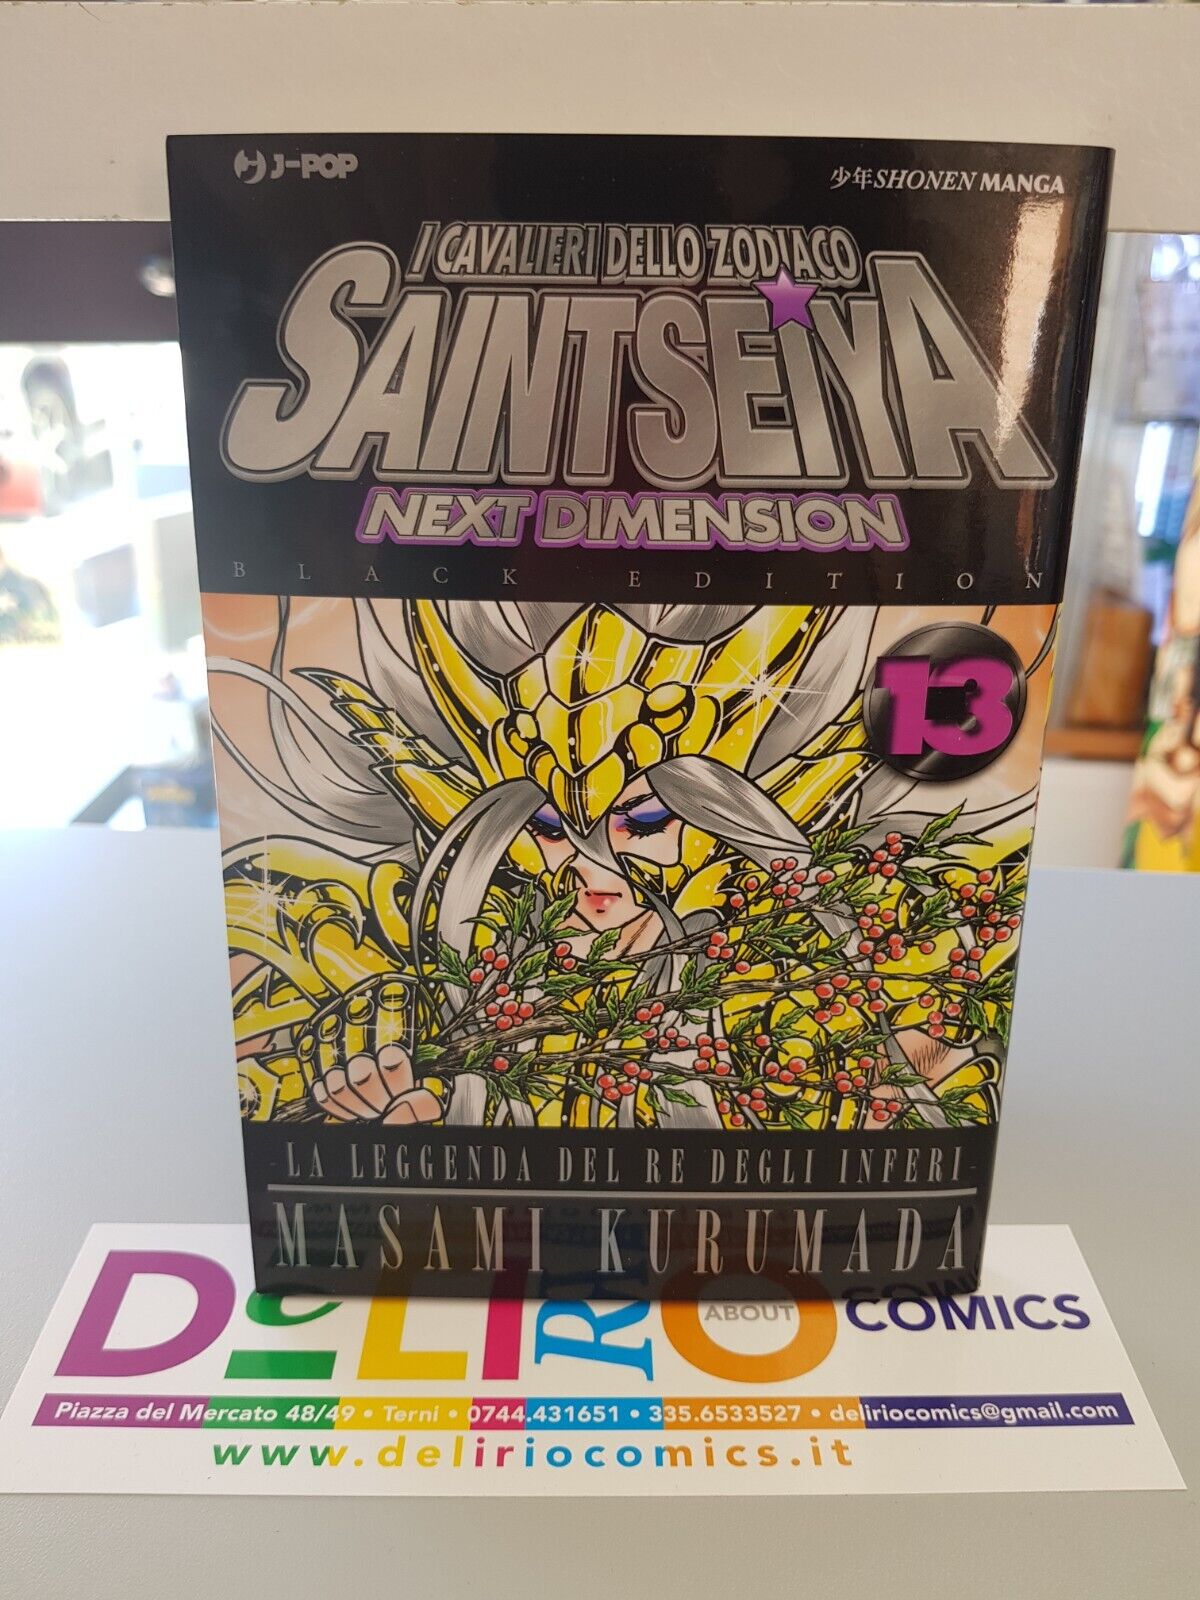 J-POP
少年SHONEN MANGA
I CAVALIERI DELLO ZODIACO
SAINT SEIYA
NEXT DIMENSION
BLACK EDITION
13
-LA LEGGENDA DEL RE DEGLI INFERI-
MASAMI KURUMADA
DeLIRIO
ABOUT
COMICS
Piazza del Mercato 48/49 • Terni • 0744.431651 • 335.6533527 • deliriocomics@gmail.com
www.deliriocomics.it